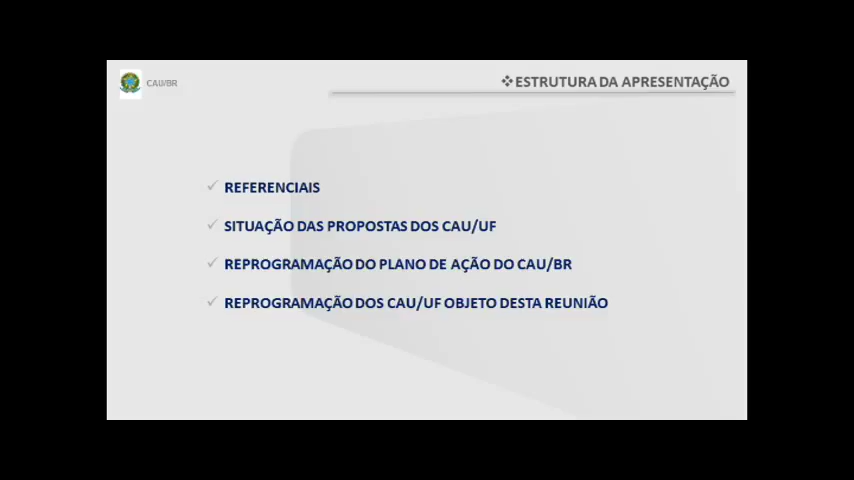 CAU/BR
❖ESTRUTURA DA APRESENTAÇÃO
✓ REFERENCIAIS
✓ SITUAÇÃO DAS PROPOSTAS DOS CAU/UF
✓ REPROGRAMAÇÃO DO PLANO DE AÇÃO DO CAU/BR
✓ REPROGRAMAÇÃO DOS CAU/UF OBJETO DESTA REUNIÃO